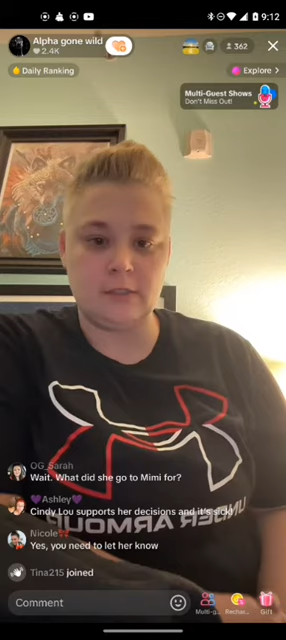 9:12
Alpha gone wild
2.4K
362
Daily Ranking
Explore >
Multi-Guest Shows
Don't Miss Out!
OG_Sarah
Wait. What did she go to Mimi for?
💜Ashley💜
Cindy Lou supports her decisions and it's sick
Nicole
Yes, you need to let her know
UNDER ARMOUR
Tina215 joined
Comment
Multi-g...
Rechar...
Gift